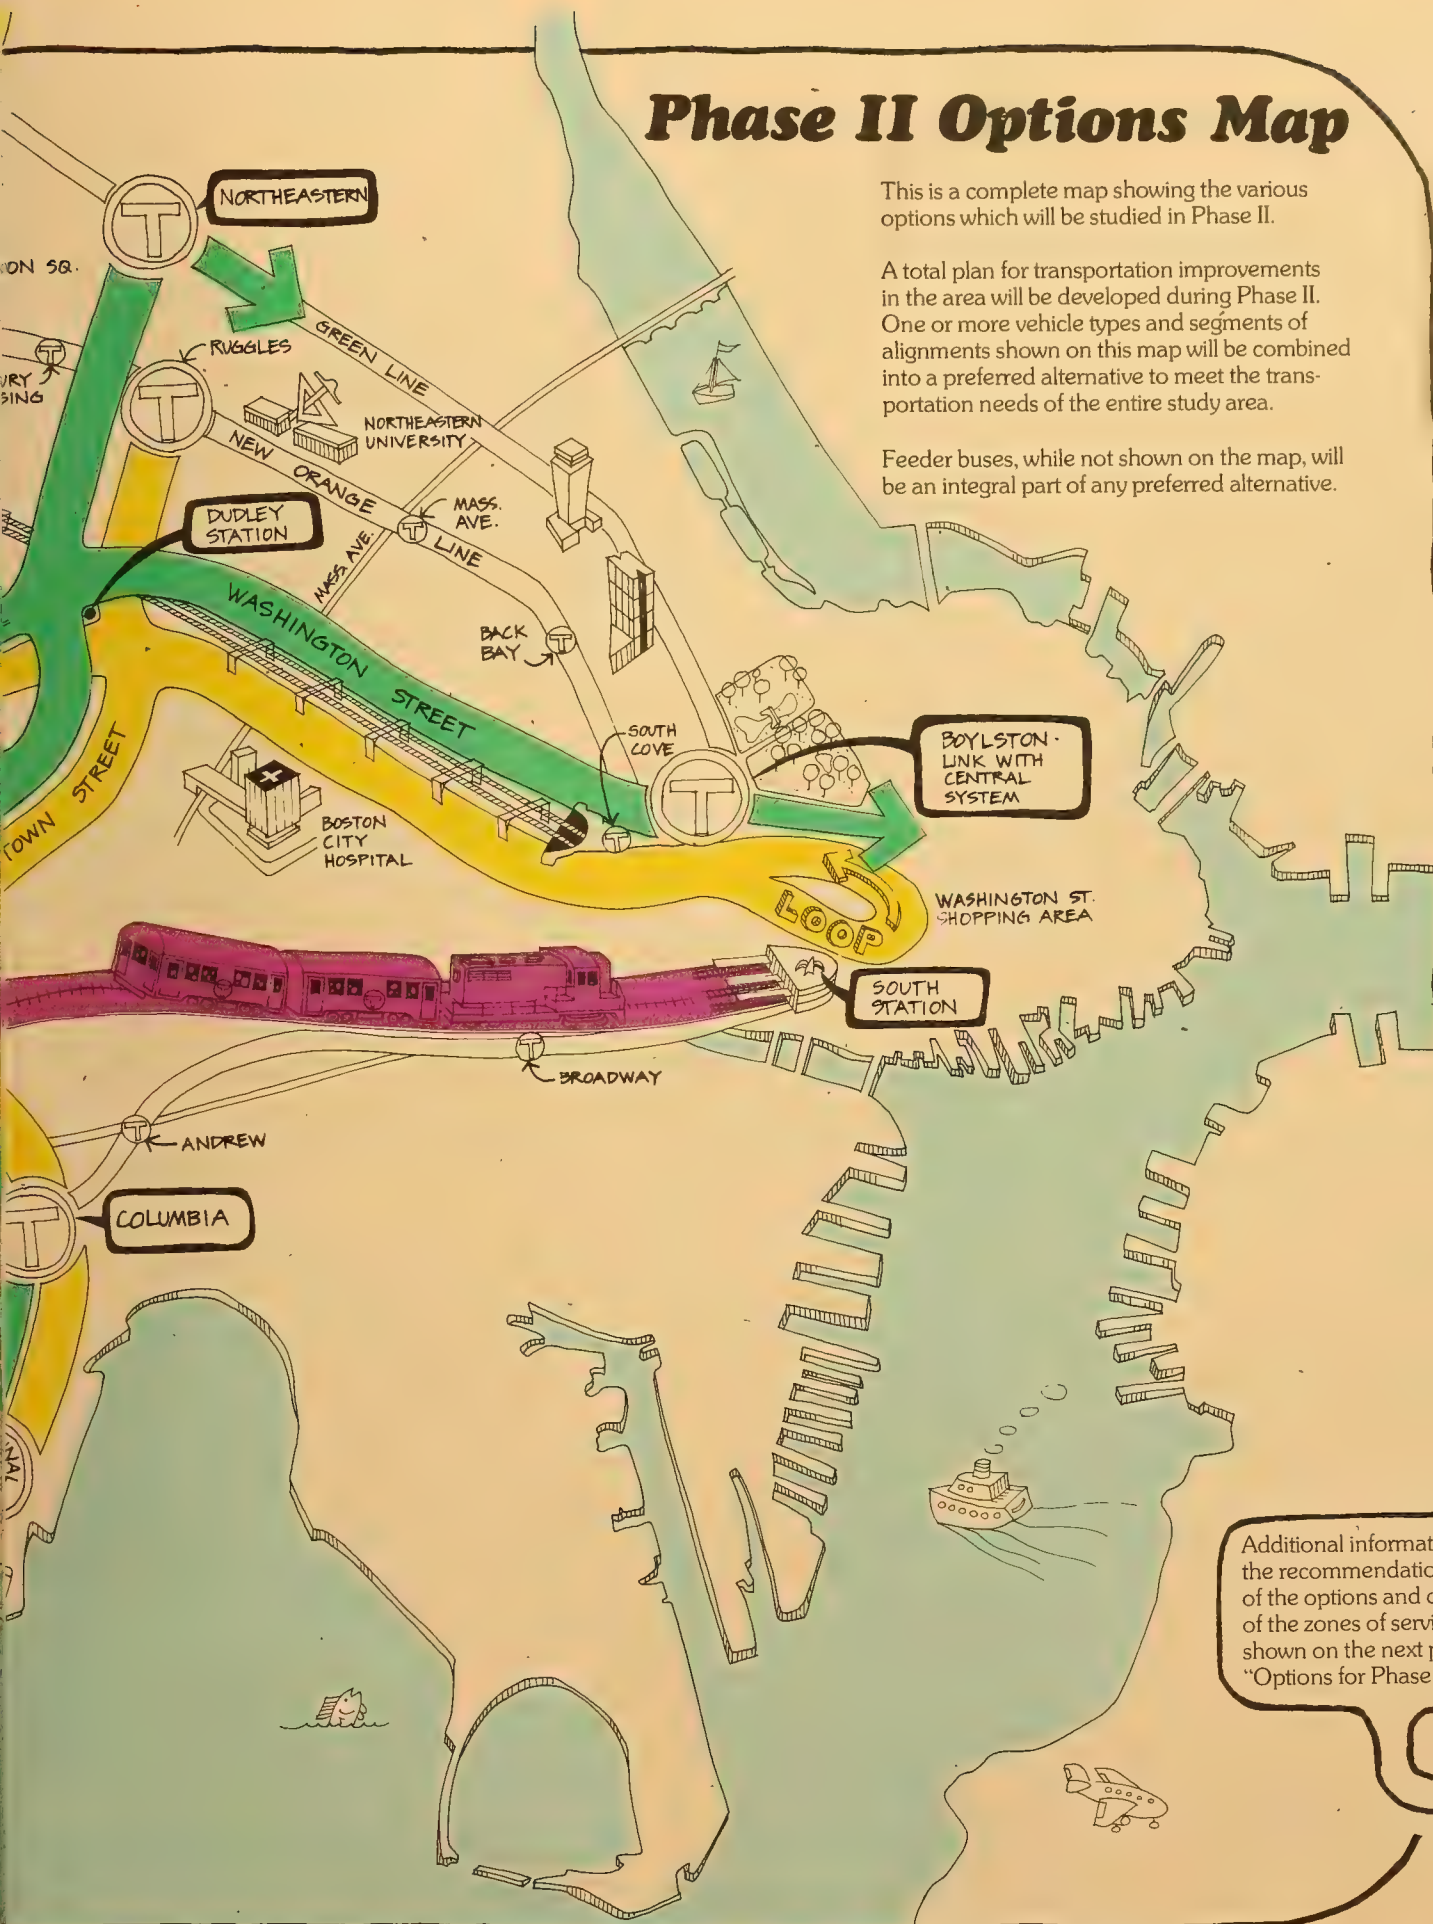 Phase II Options Map
This is a complete map showing the various
options which will be studied in Phase II.
A total plan for transportation improvements
in the area will be developed during Phase II.
One or more vehicle types and segments of
alignments shown on this map will be combined
into a preferred alternative to meet the trans-
portation needs of the entire study area.
Feeder buses, while not shown on the map, will
be an integral part of any preferred alternative.
T
NORTHEASTERN
ON SQ.
T
URY
SING
RUGGLES
T
GREEN LINE
NORTHEASTERN
UNIVERSITY
NEW ORANGE LINE
MASS.
AVE.
T
MASS. AVE.
DUDLEY
STATION
WASHINGTON STREET
BACK
BAY
T
SOUTH
COVE
T
T
BOYLSTON -
LINK WITH
CENTRAL
SYSTEM
TOWN STREET
BOSTON
CITY
HOSPITAL
LOOP
WASHINGTON ST.
SHOPPING AREA
SOUTH
STATION
T
BROADWAY
T
ANDREW
T
COLUMBIA
NAL
Additional informat
the recommendatio
of the options and
of the zones of servi
shown on the next p
"Options for Phase